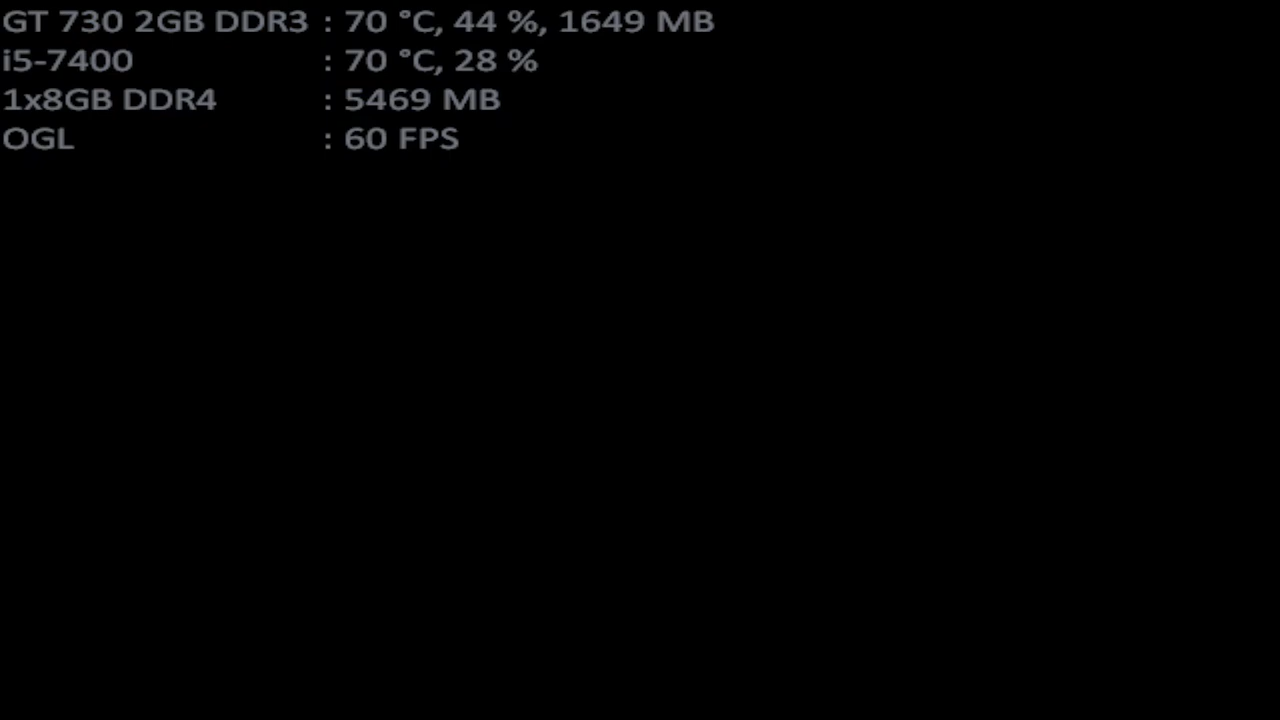 GT 730 2GB DDR3 : 70 °C, 44 %, 1649 MB
i5-7400 : 70 °C, 28 %
1x8GB DDR4 : 5469 MB
OGL : 60 FPS